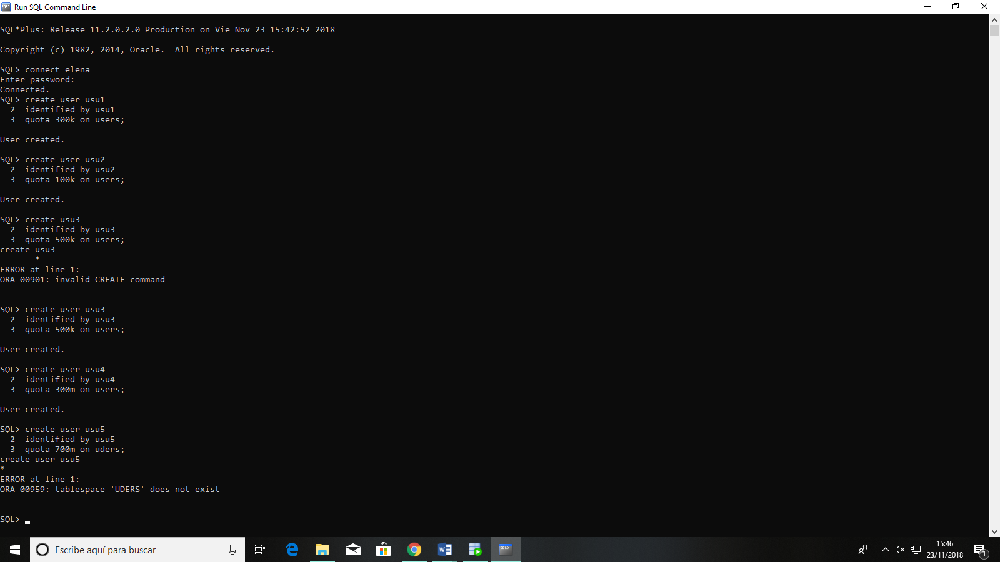 Run SQL Command Line
SQL*Plus: Release 11.2.0.2.0 Production on Vie Nov 23 15:42:52 2018
Copyright (c) 1982, 2014, Oracle.  All rights reserved.
SQL> connect elena
Enter password:
Connected.
SQL> create user usu1
  2  identified by usu1
  3  quota 300k on users;
User created.
SQL> create user usu2
  2  identified by usu2
  3  quota 100k on users;
User created.
SQL> create usu3
  2  identified by usu3
  3  quota 500k on users;
create usu3
       *
ERROR at line 1:
ORA-00901: invalid CREATE command
SQL> create user usu3
  2  identified by usu3
  3  quota 500k on users;
User created.
SQL> create user usu4
  2  identified by usu4
  3  quota 300m on users;
User created.
SQL> create user usu5
  2  identified by usu5
  3  quota 700m on uders;
create user usu5
*
ERROR at line 1:
ORA-00959: tablespace 'UDERS' does not exist
SQL>
Escribe aquí para buscar
15:46
23/11/2018
1